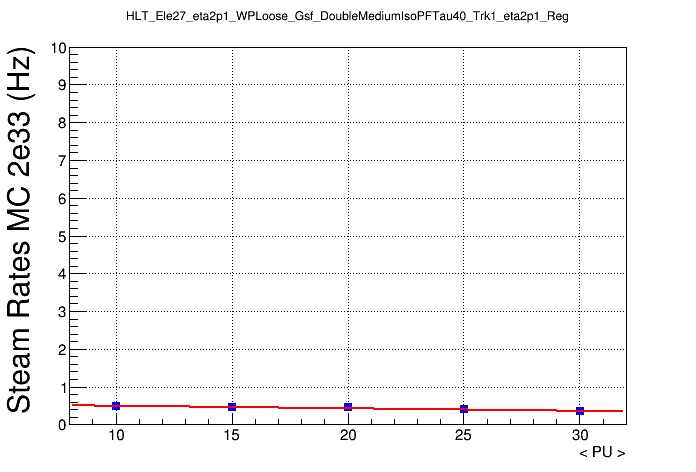 HLT_Ele27_eta2p1_WPLoose_Gsf_DoubleMediumIsoPFTau40_Trk1_eta2p1_Reg
Steam Rates MC 2e33 (Hz)
10
9
8
7
6
5
4
3
2
1
0
10 15 20 25 30
< PU >